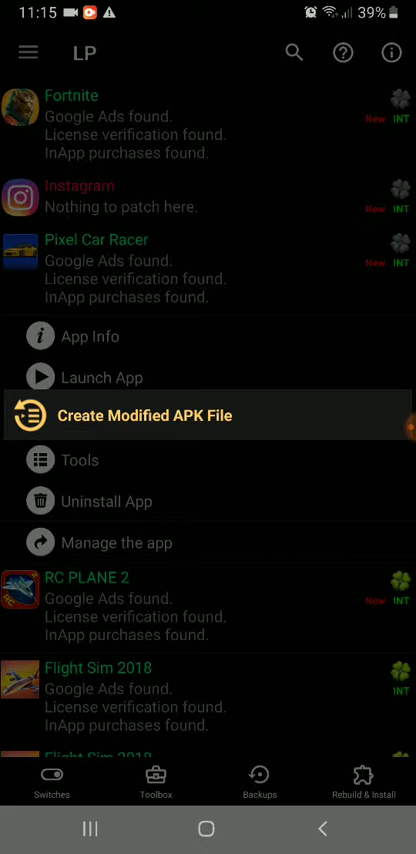 11:15 39%
LP
Fortnite
Google Ads found.
License verification found.
InApp purchases found.
New INT
Instagram
Nothing to patch here.
New INT
Pixel Car Racer
Google Ads found.
License verification found.
InApp purchases found.
New INT
App Info
Launch App
Create Modified APK File
Tools
Uninstall App
Manage the app
RC PLANE 2
Google Ads found.
License verification found.
InApp purchases found.
New INT
Flight Sim 2018
Google Ads found.
License verification found.
InApp purchases found.
INT
Flight Sim 2018
Switches Toolbox Backups Rebuild & Install